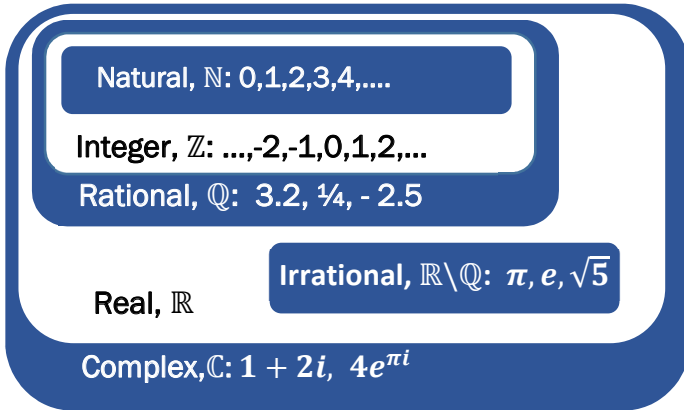 Natural, ℕ: 0,1,2,3,4,....
Integer, ℤ: ...,-2,-1,0,1,2,...
Rational, ℚ: 3.2, ¼, - 2.5
Irrational, ℝ\ℚ: π, e, √5
Real, ℝ
Complex,ℂ: 1 + 2i, 4e^{πi}